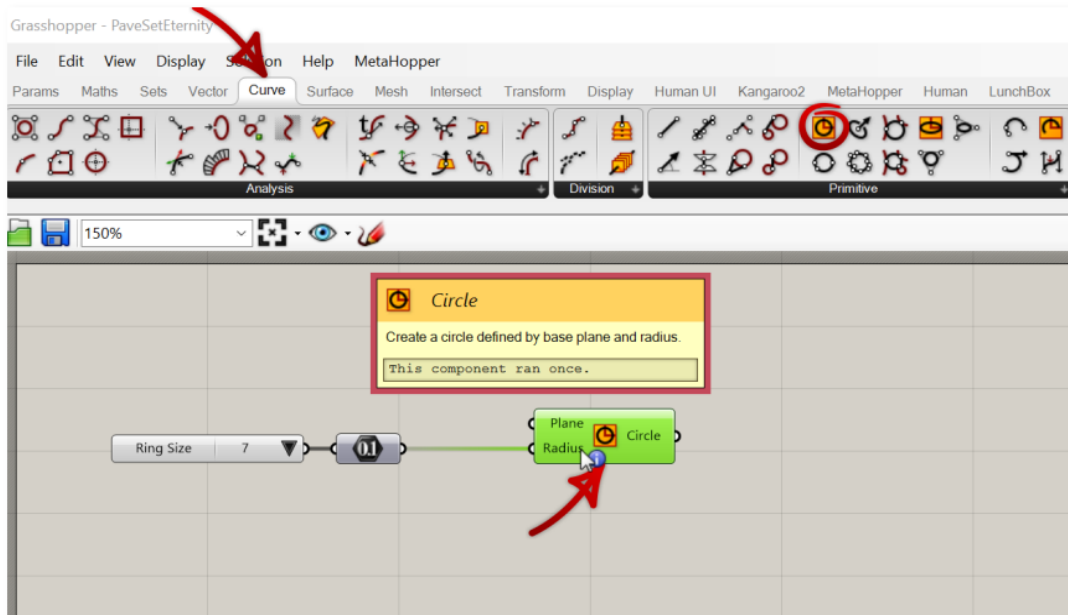 Grasshopper - PaveSetEternity
File Edit View Display Solution Help MetaHopper
Params Maths Sets Vector Curve Surface Mesh Intersect Transform Display Human UI Kangaroo2 MetaHopper Human LunchBox
Analysis Division Primitive
150%
Circle
Create a circle defined by base plane and radius.
This component ran once.
Ring Size 7
0.1
Plane
Circle
Radius